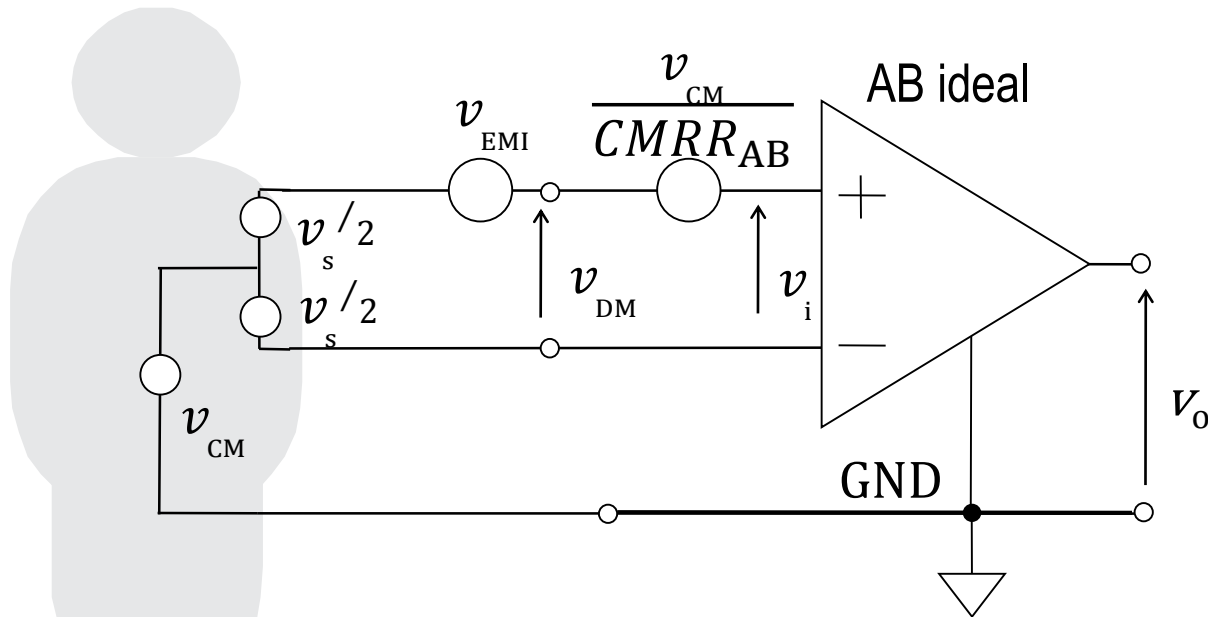 AB ideal
v_CM
CMRR_AB
v_EMI
+
v_s/2
v_DM
v_i
v_s/2
−
v_CM
v_o
GND